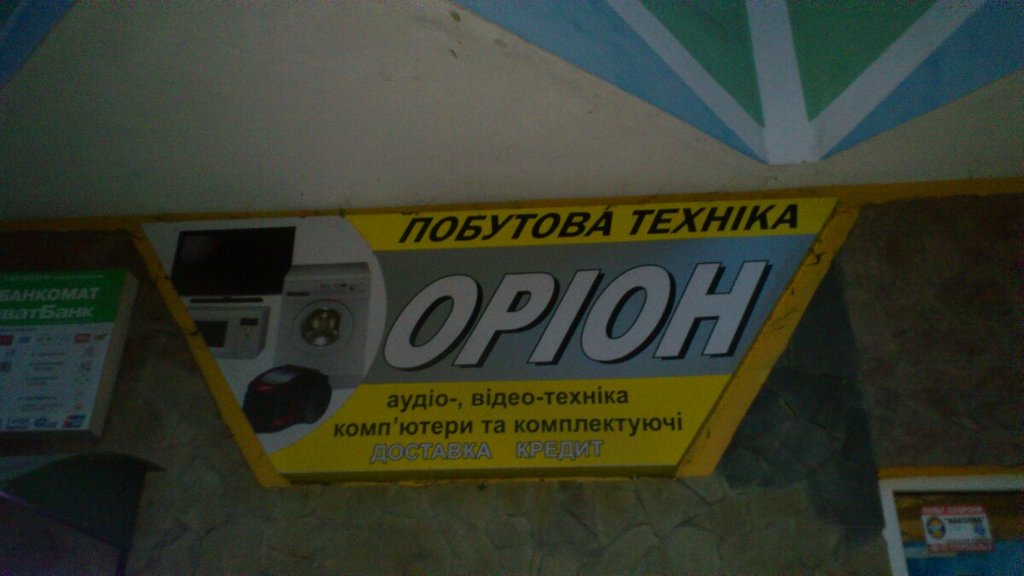 ПОБУТОВА ТЕХНІКА
ОРІОН
аудіо-, відео-техніка
комп'ютери та комплектуючі
ДОСТАВКА КРЕДИТ
БАНКОМАТ
ватБанк